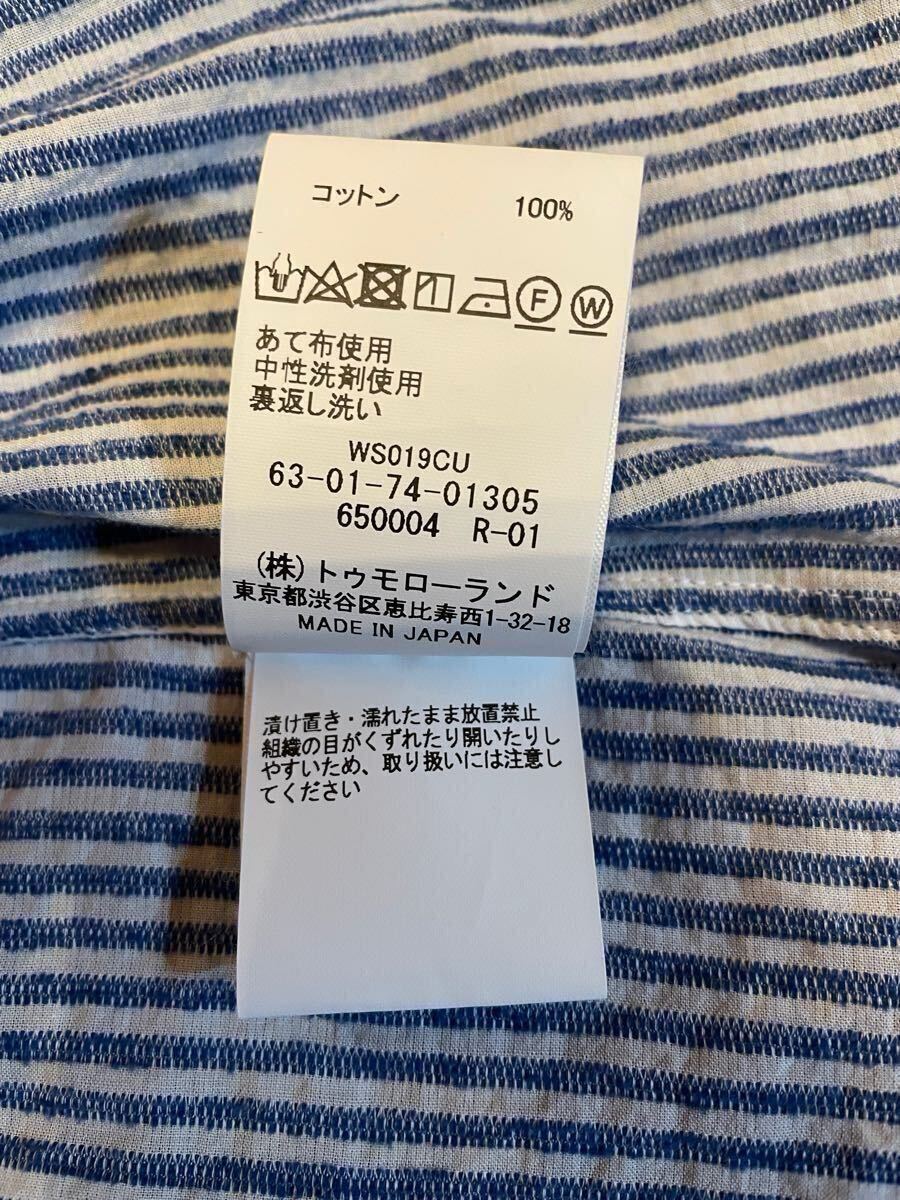 コットン 100%
F W
あて布使用
中性洗剤使用
裏返し洗い
WS019CU
63-01-74-01305
650004 R-01
(株)トゥモローランド
東京都渋谷区恵比寿西1-32-18
MADE IN JAPAN
漬け置き・濡れたまま放置禁止
組織の目がくずれたり開いたりし
やすいため、取り扱いには注意し
てください